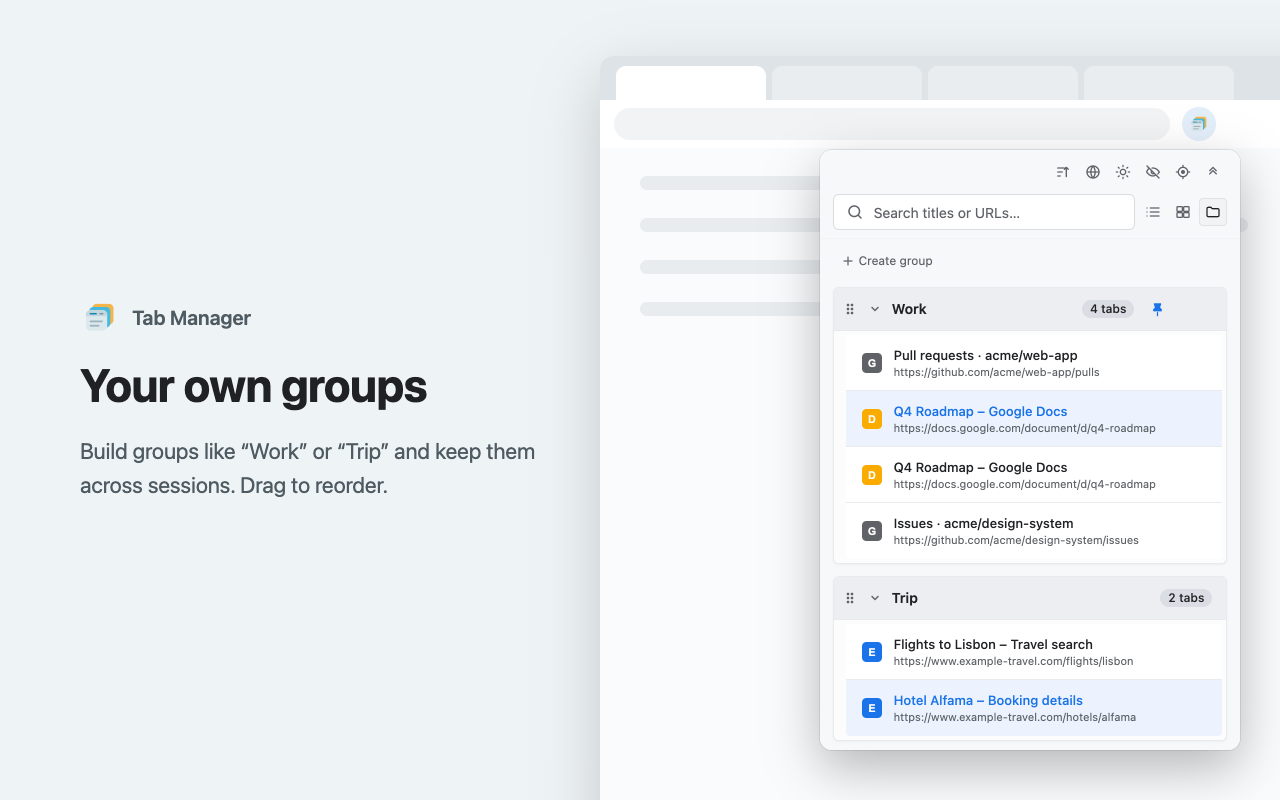 Tab Manager
Your own groups
Build groups like “Work” or “Trip” and keep them
across sessions. Drag to reorder.
Search titles or URLs...
Create group
Work
4 tabs
G
Pull requests · acme/web-app
https://github.com/acme/web-app/pulls
D
Q4 Roadmap – Google Docs
https://docs.google.com/document/d/q4-roadmap
D
Q4 Roadmap – Google Docs
https://docs.google.com/document/d/q4-roadmap
G
Issues · acme/design-system
https://github.com/acme/design-system/issues
Trip
2 tabs
E
Flights to Lisbon – Travel search
https://www.example-travel.com/flights/lisbon
E
Hotel Alfama – Booking details
https://www.example-travel.com/hotels/alfama